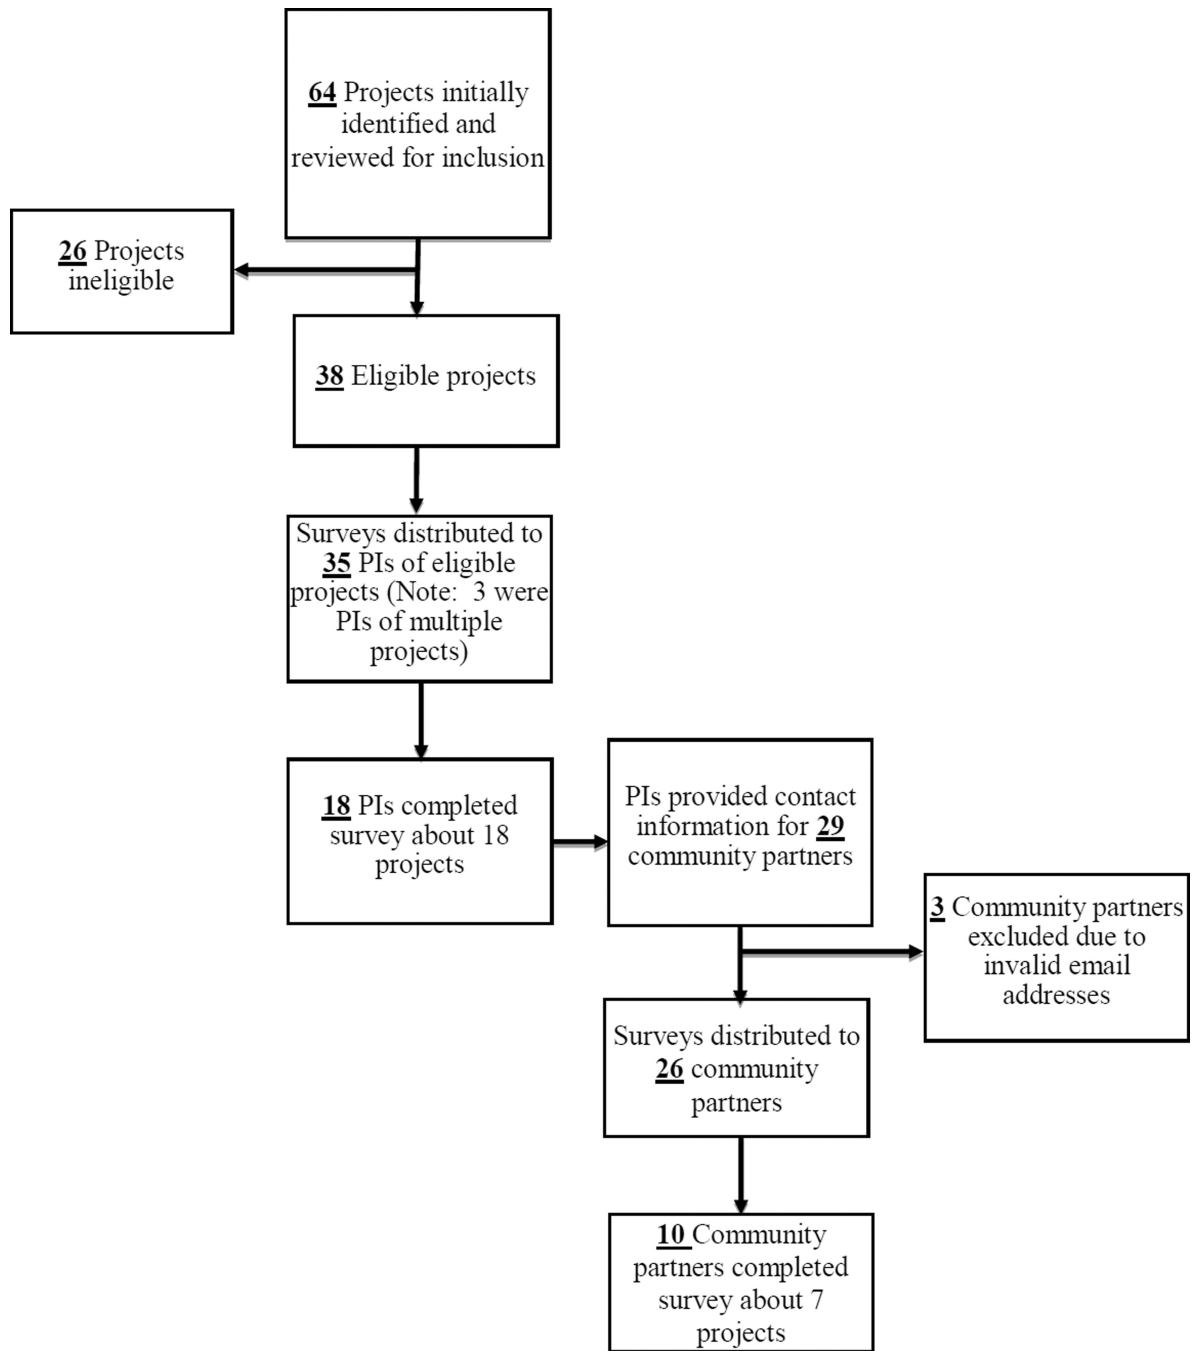 64 Projects initially
identified and
reviewed for inclusion
26 Projects
ineligible
38 Eligible projects
Surveys distributed to
35 PIs of eligible
projects (Note:  3 were
PIs of multiple
projects)
18 PIs completed
survey about 18
projects
PIs provided contact
information for 29
community partners
3 Community partners
excluded due to
invalid email
addresses
Surveys distributed to
26 community
partners
10 Community
partners completed
survey about 7
projects